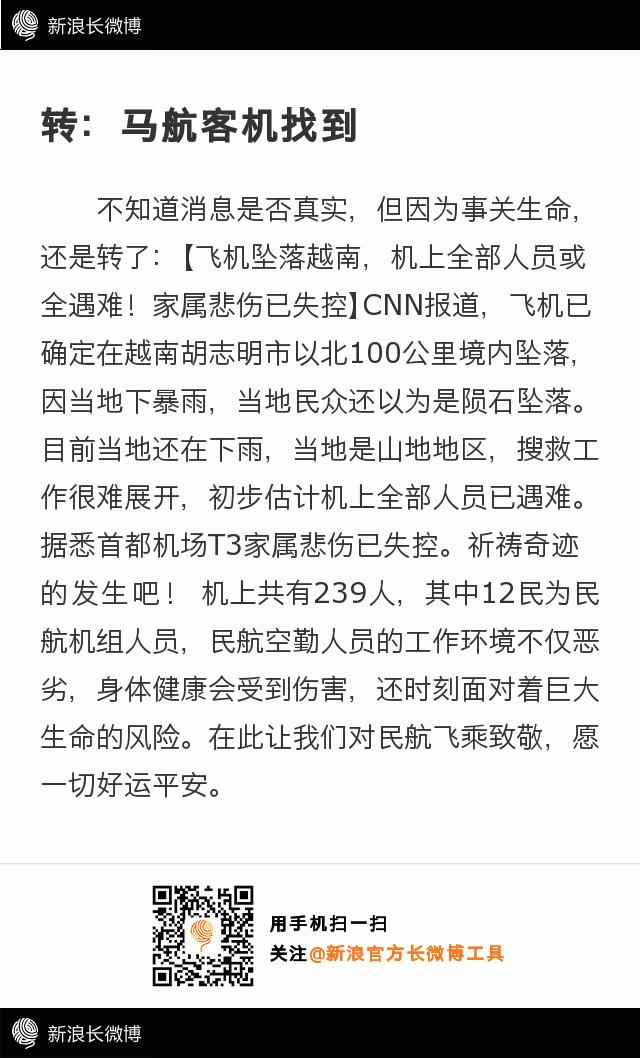 新浪长微博
转：马航客机找到
不知道消息是否真实，但因为事关生命，
还是转了：【飞机坠落越南，机上全部人员或
全遇难！家属悲伤已失控】CNN报道，飞机已
确定在越南胡志明市以北100公里境内坠落，
因当地下暴雨，当地民众还以为是陨石坠落。
目前当地还在下雨，当地是山地地区，搜救工
作很难展开，初步估计机上全部人员已遇难。
据悉首都机场T3家属悲伤已失控。祈祷奇迹
的发生吧！ 机上共有239人，其中12民为民
航机组人员，民航空勤人员的工作环境不仅恶
劣，身体健康会受到伤害，还时刻面对着巨大
生命的风险。在此让我们对民航飞乘致敬，愿
一切好运平安。
用手机扫一扫
关注@新浪官方长微博工具
新浪长微博